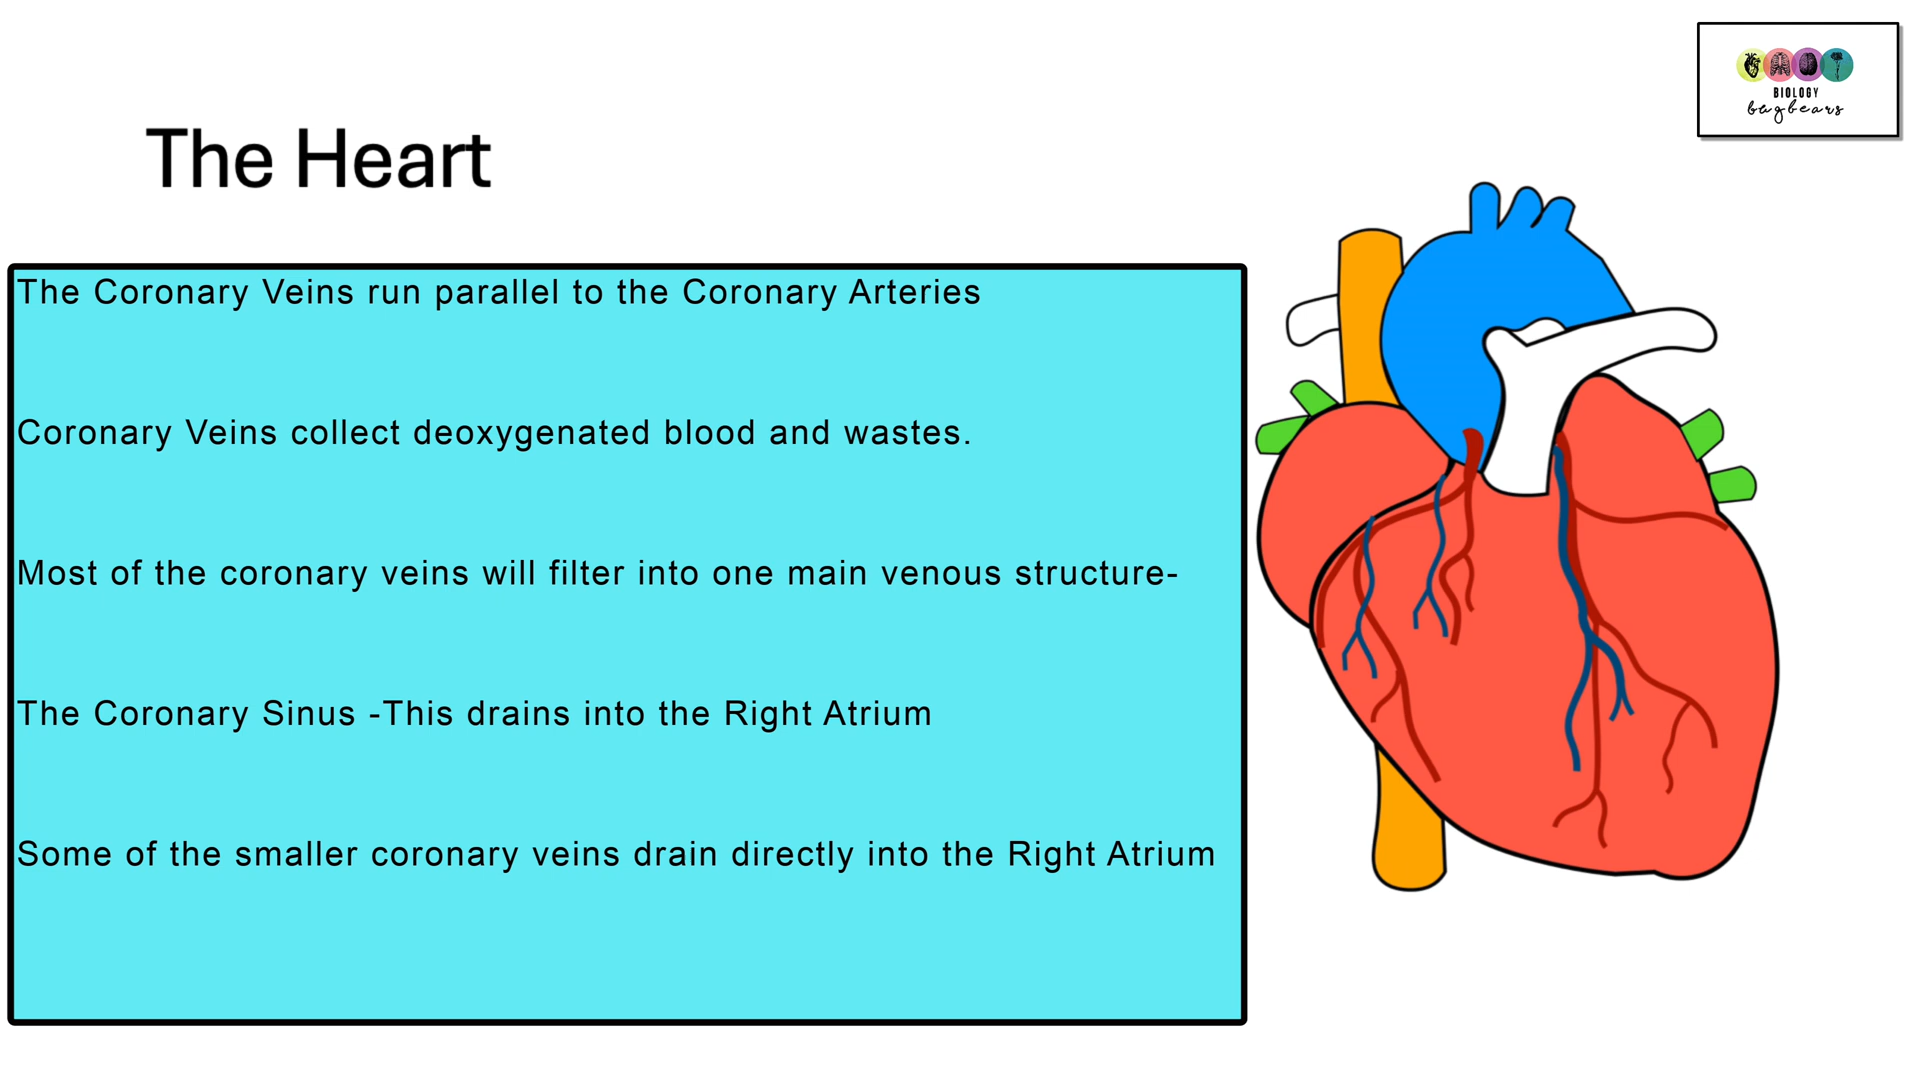 BIOLOGY
bugbears
The Heart
The Coronary Veins run parallel to the Coronary Arteries
Coronary Veins collect deoxygenated blood and wastes.
Most of the coronary veins will filter into one main venous structure-
The Coronary Sinus -This drains into the Right Atrium
Some of the smaller coronary veins drain directly into the Right Atrium